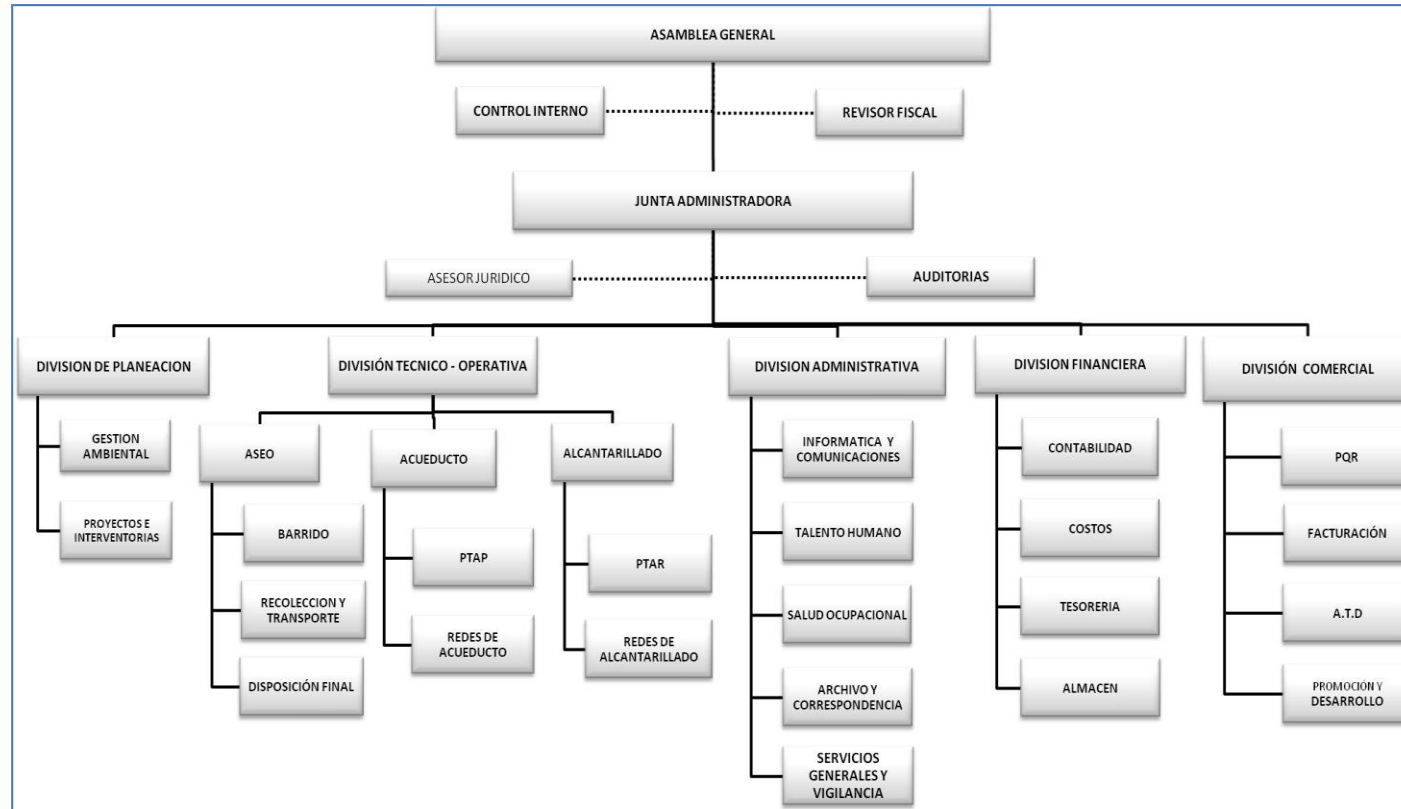 ASAMBLEA GENERAL
CONTROL INTERNO
REVISOR FISCAL
JUNTA ADMINISTRADORA
ASESOR JURIDICO
AUDITORIAS
DIVISION DE PLANEACION
GESTION
AMBIENTAL
PROYECTOS E
INTERVENTORIAS
DIVISIÓN TECNICO - OPERATIVA
ASEO
BARRIDO
RECOLECCION Y
TRANSPORTE
DISPOSICIÓN FINAL
ACUEDUCTO
PTAP
REDES DE
ACUEDUCTO
ALCANTARILLADO
PTAR
REDES DE
ALCANTARILLADO
DIVISION ADMINISTRATIVA
INFORMATICA Y
COMUNICACIONES
TALENTO HUMANO
SALUD OCUPACIONAL
ARCHIVO Y
CORRESPONDENCIA
SERVICIOS
GENERALES Y
VIGILANCIA
DIVISION FINANCIERA
CONTABILIDAD
COSTOS
TESORERIA
ALMACEN
DIVISIÓN COMERCIAL
PQR
FACTURACIÓN
A.T.D
PROMOCIÓN Y
DESARROLLO